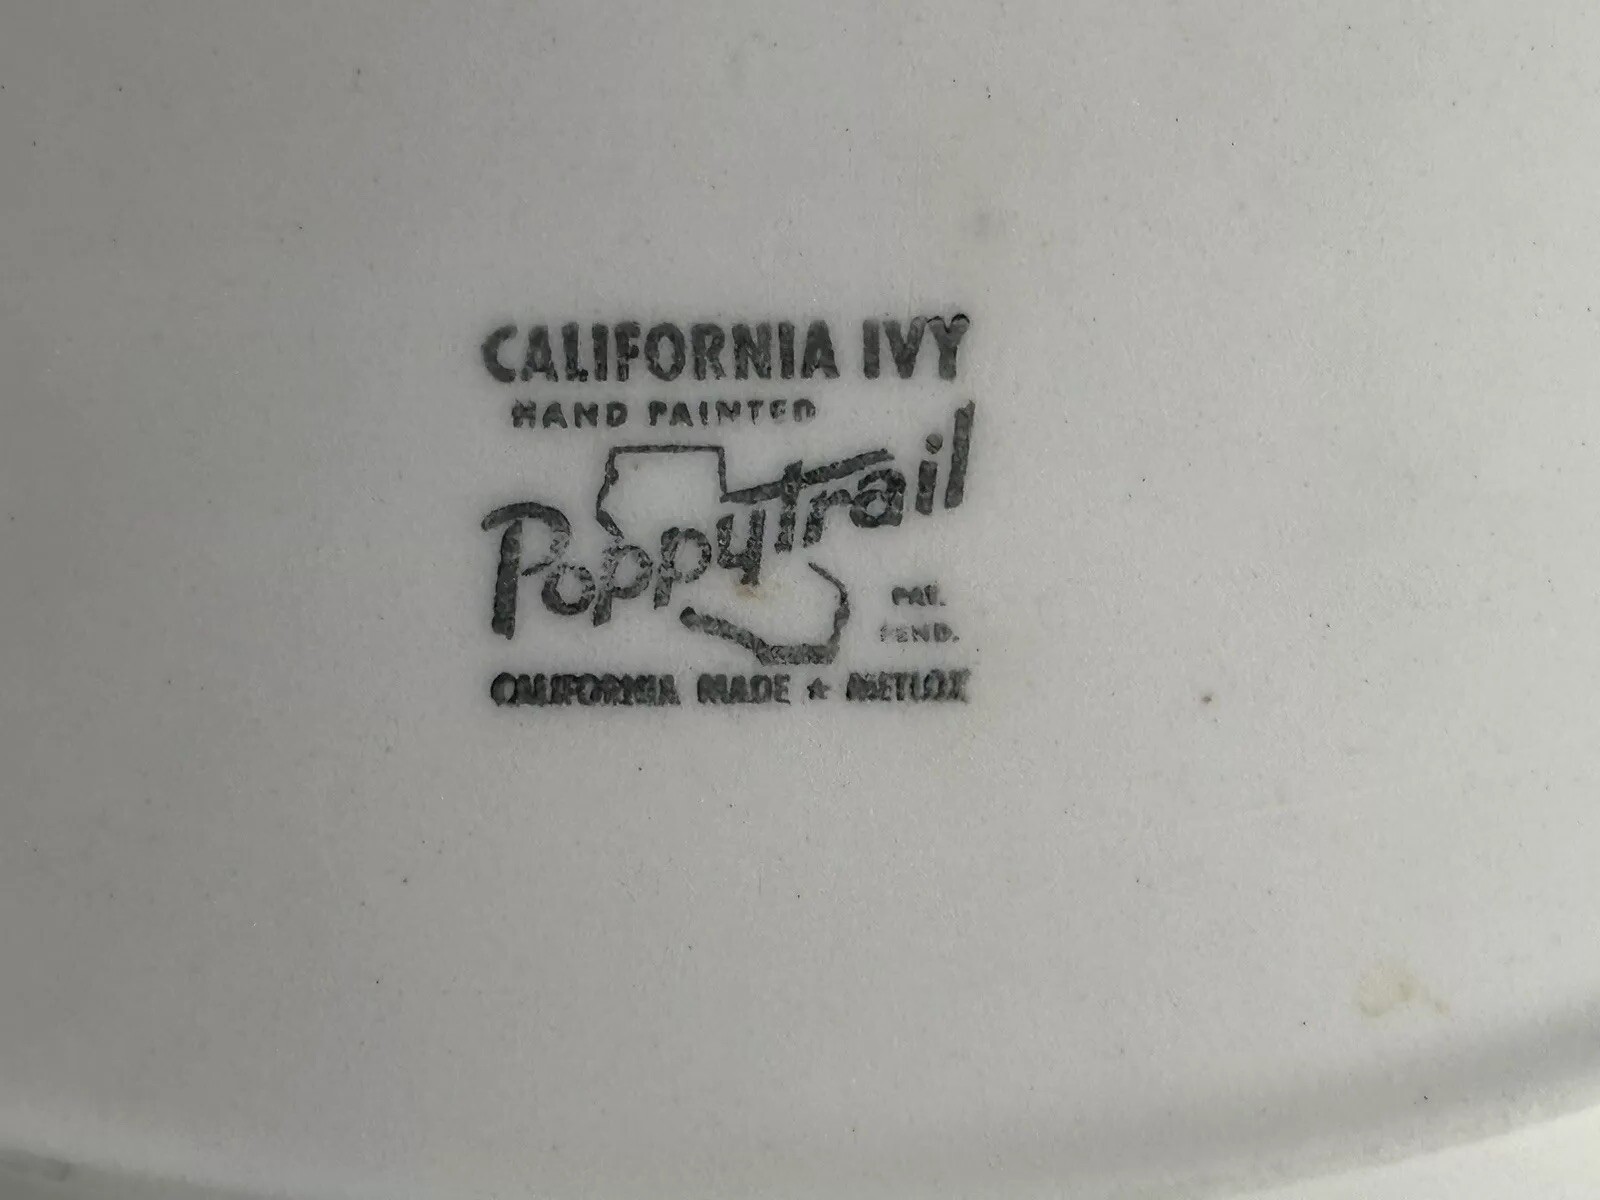 CALIFORNIA IVY
HAND PAINTED
Poppytrail
PAT.
PEND.
CALIFORNIA MADE ★ METLOX